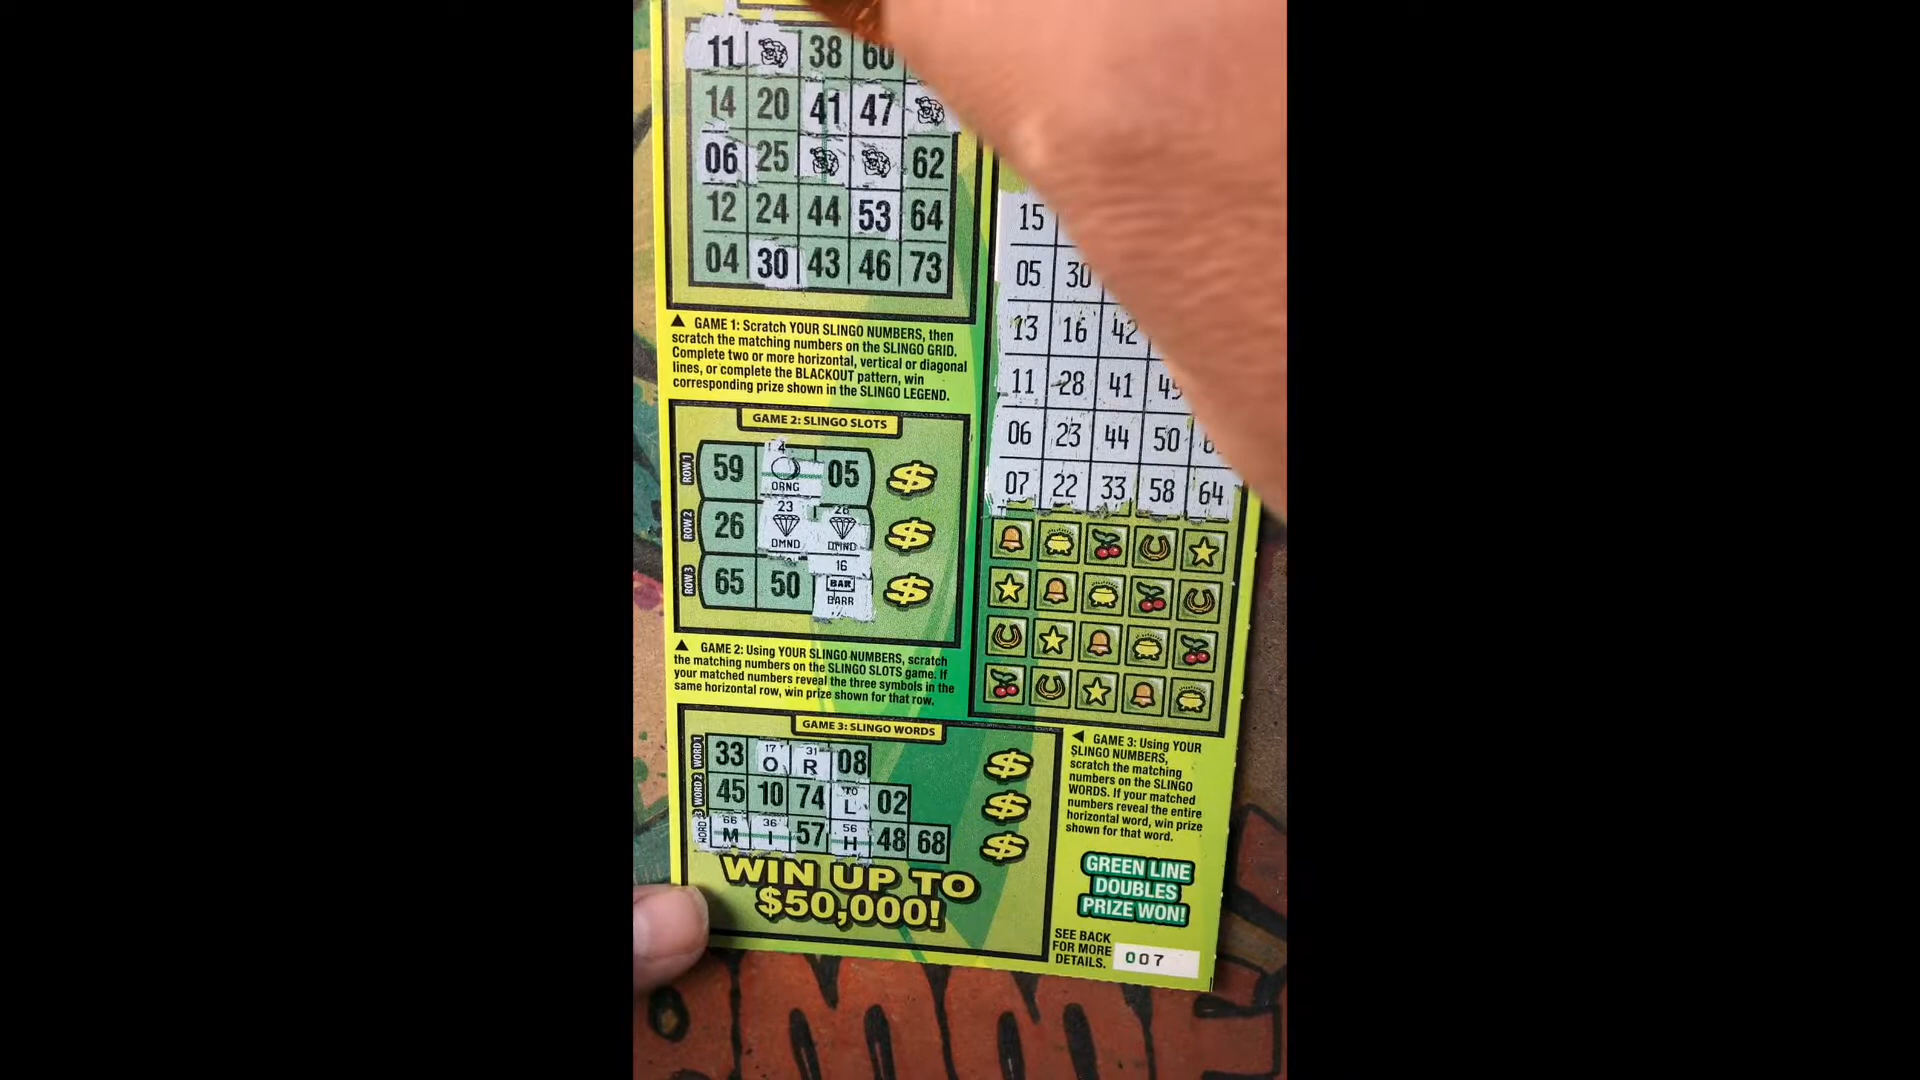 11 38 60
14 20 41 47
06 25 62
12 24 44 53 64
04 30 43 46 73
▲ GAME 1: Scratch YOUR SLINGO NUMBERS, then
scratch the matching numbers on the SLINGO GRID.
Complete two or more horizontal, vertical or diagonal
lines, or complete the BLACKOUT pattern, win
corresponding prize shown in the SLINGO LEGEND.
GAME 2: SLINGO SLOTS
ROW 1 59 ORNG 05 $
ROW 2 26 23 DMND 28 DMND $
ROW 3 65 50 16 BAR BARR $
▲ GAME 2: Using YOUR SLINGO NUMBERS, scratch
the matching numbers on the SLINGO SLOTS game. If
your matched numbers reveal the three symbols in the
same horizontal row, win prize shown for that row.
15
05 30
13 16 42
11 28 41
06 23 44 50
07 22 33 58 64
GAME 3: SLINGO WORDS
WORD 1 33 17 O 31 R 08 $
WORD 2 45 10 74 L 02 $
WORD 66 M 36 I 57 56 H 48 68 $
WIN UP TO
$50,000!
◄ GAME 3: Using YOUR
SLINGO NUMBERS,
scratch the matching
numbers on the SLINGO
WORDS. If your matched
numbers reveal the entire
horizontal word, win prize
shown for that word.
GREEN LINE
DOUBLES
PRIZE WON!
SEE BACK
FOR MORE
DETAILS.
007